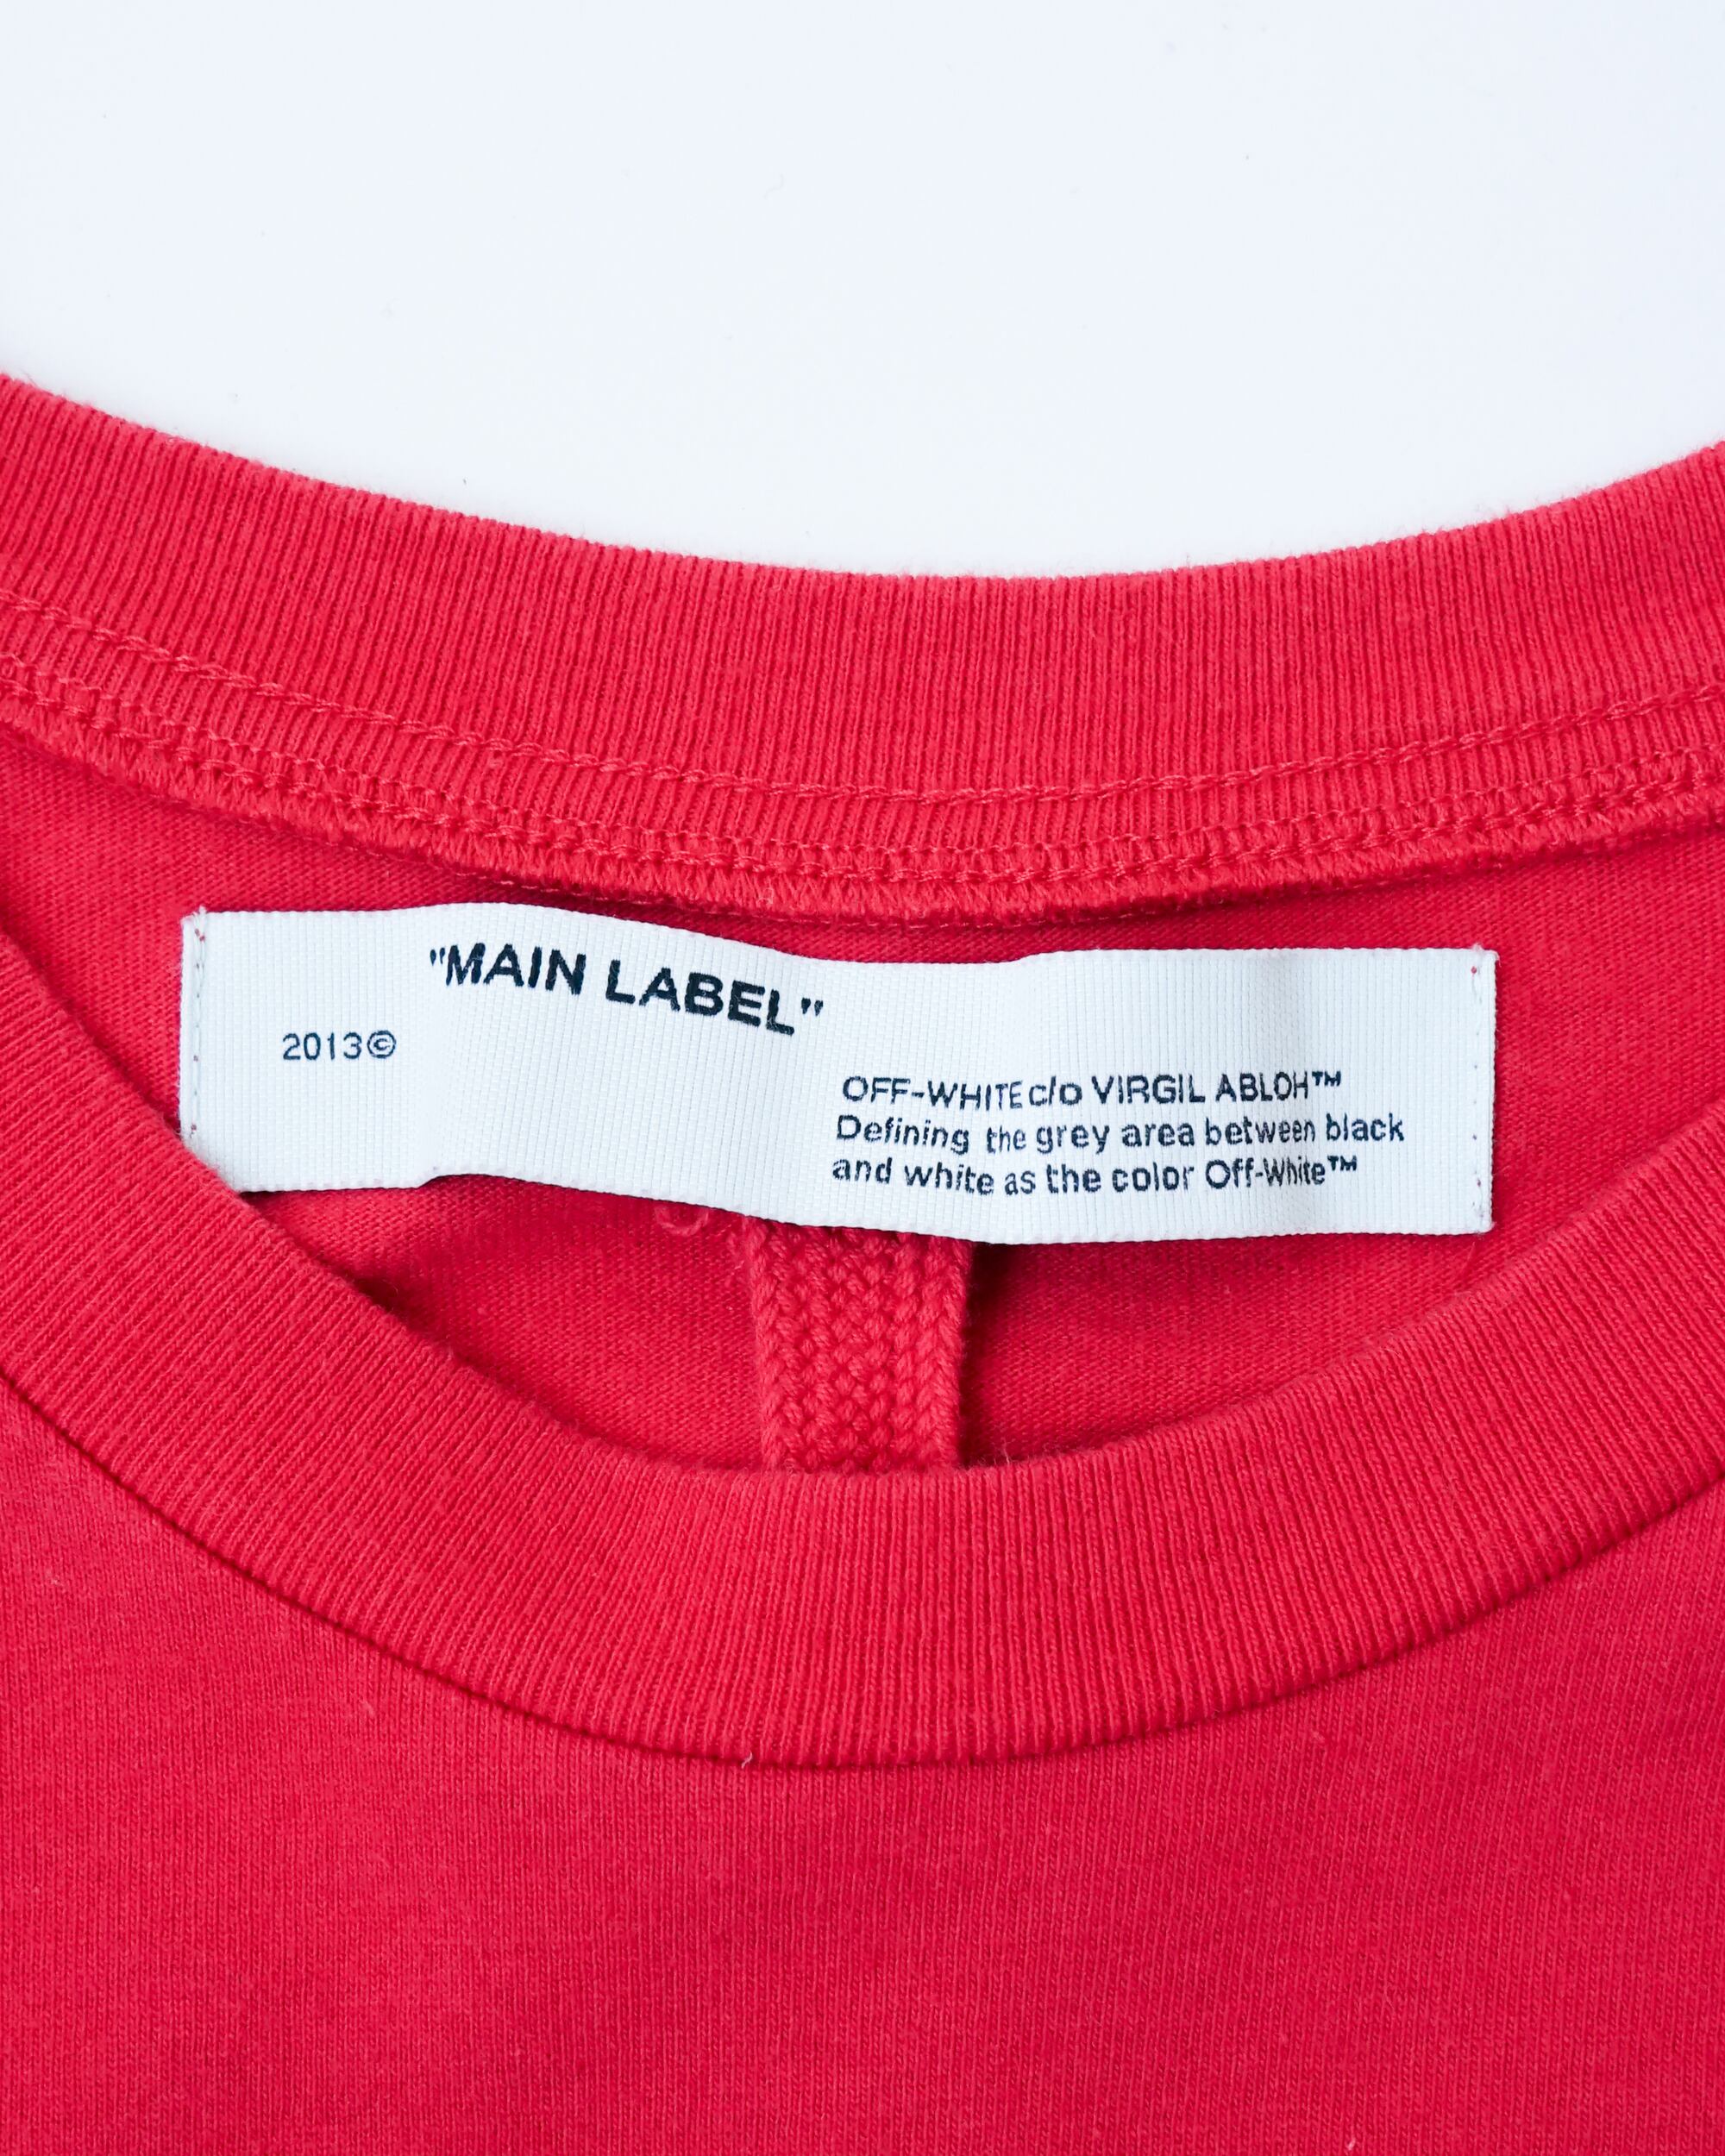 "MAIN LABEL"
2013©
OFF-WHITE c/o VIRGIL ABLOH™
Defining the grey area between black
and white as the color Off-White™